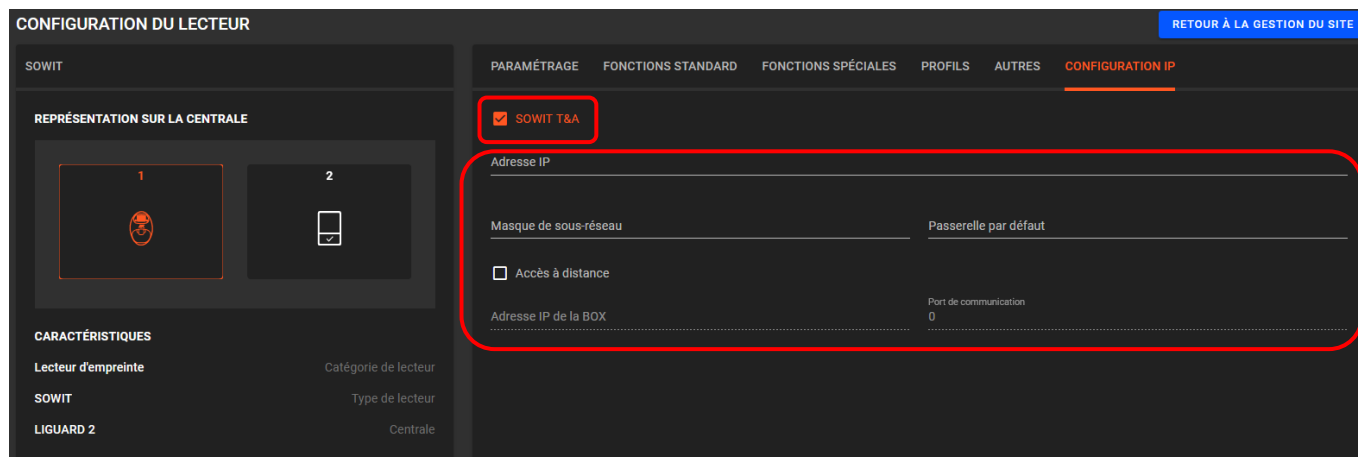 CONFIGURATION DU LECTEUR
RETOUR À LA GESTION DU SITE
SOWIT
REPRÉSENTATION SUR LA CENTRALE
1
2
CARACTÉRISTIQUES
Lecteur d'empreinte Catégorie de lecteur
SOWIT Type de lecteur
LIGUARD 2 Centrale
PARAMÉTRAGE FONCTIONS STANDARD FONCTIONS SPÉCIALES PROFILS AUTRES CONFIGURATION IP
SOWIT T&A
Adresse IP
Masque de sous-réseau Passerelle par défaut
Accès à distance
Adresse IP de la BOX
Port de communication
0